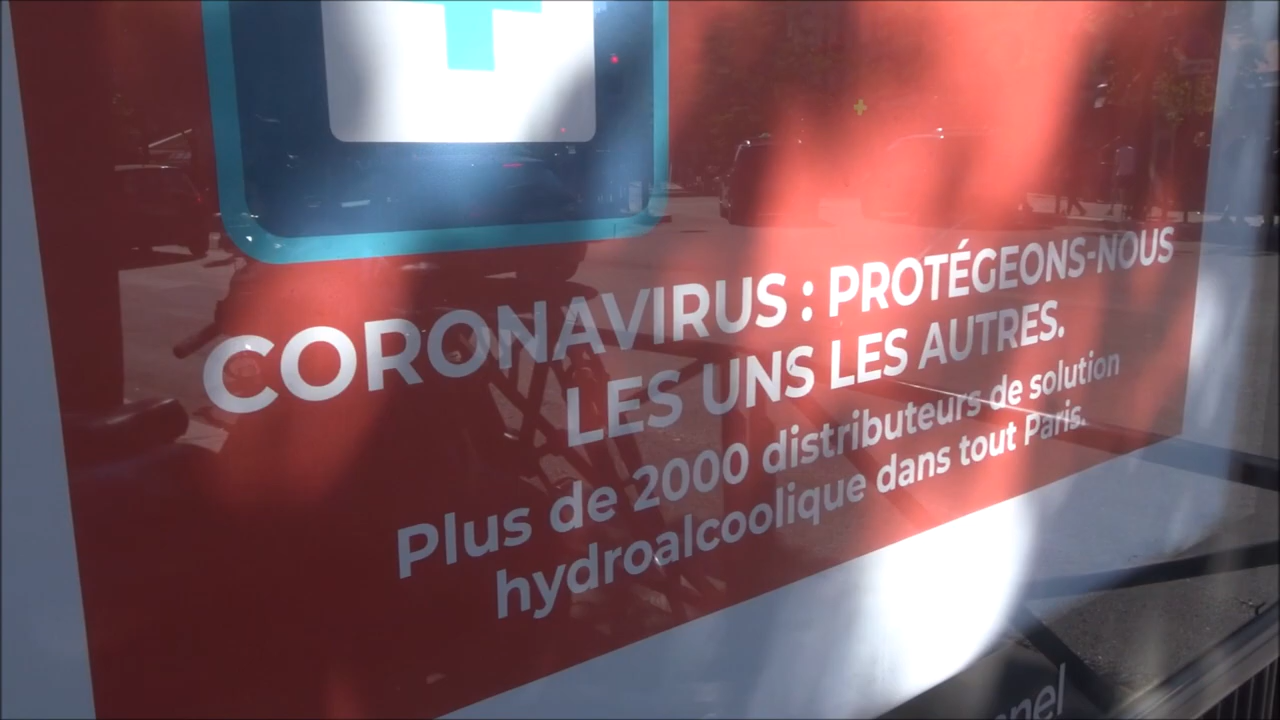 CORONAVIRUS : PROTÉGEONS-NOUS
LES UNS LES AUTRES.
Plus de 2000 distributeurs de solution
hydroalcoolique dans tout Paris.